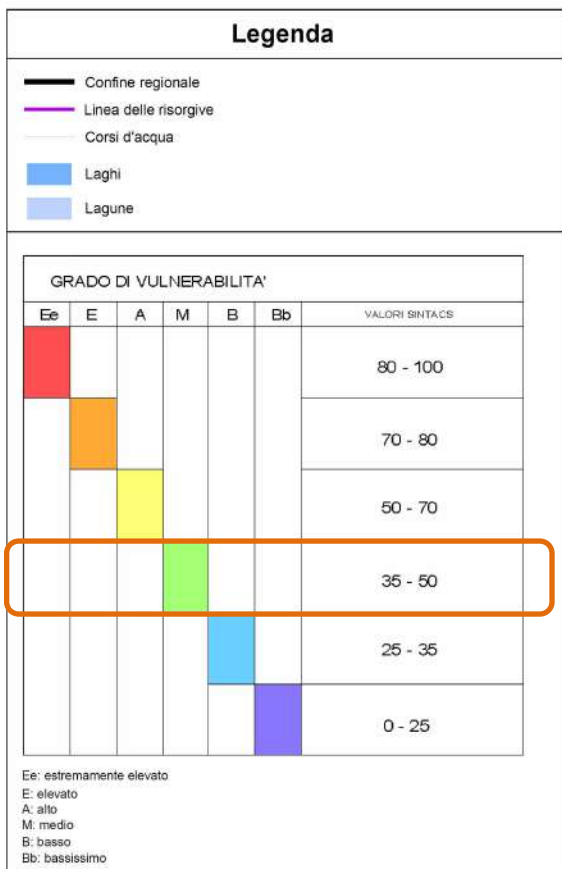 Legenda
Confine regionale
Linea delle risorgive
Corsi d'acqua
Laghi
Lagune
GRADO DI VULNERABILITA'
Ee E A M B Bb VALORI SINTACS
80 - 100
70 - 80
50 - 70
35 - 50
25 - 35
0 - 25
Ee: estremamente elevato
E: elevato
A: alto
M: medio
B: basso
Bb: bassissimo